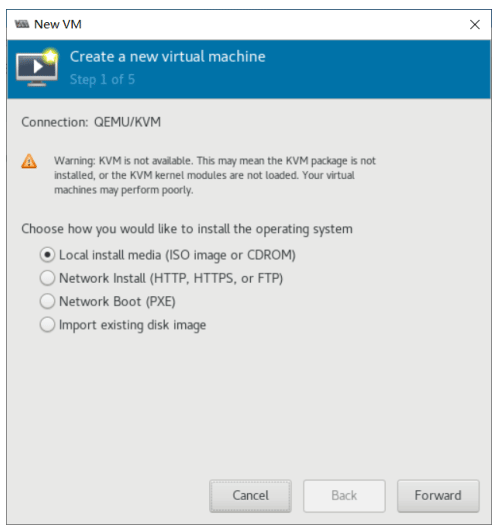 New VM
Create a new virtual machine
Step 1 of 5
Connection: QEMU/KVM
Warning: KVM is not available. This may mean the KVM package is not
installed, or the KVM kernel modules are not loaded. Your virtual
machines may perform poorly.
Choose how you would like to install the operating system
Local install media (ISO image or CDROM)
Network Install (HTTP, HTTPS, or FTP)
Network Boot (PXE)
Import existing disk image
Cancel
Back
Forward